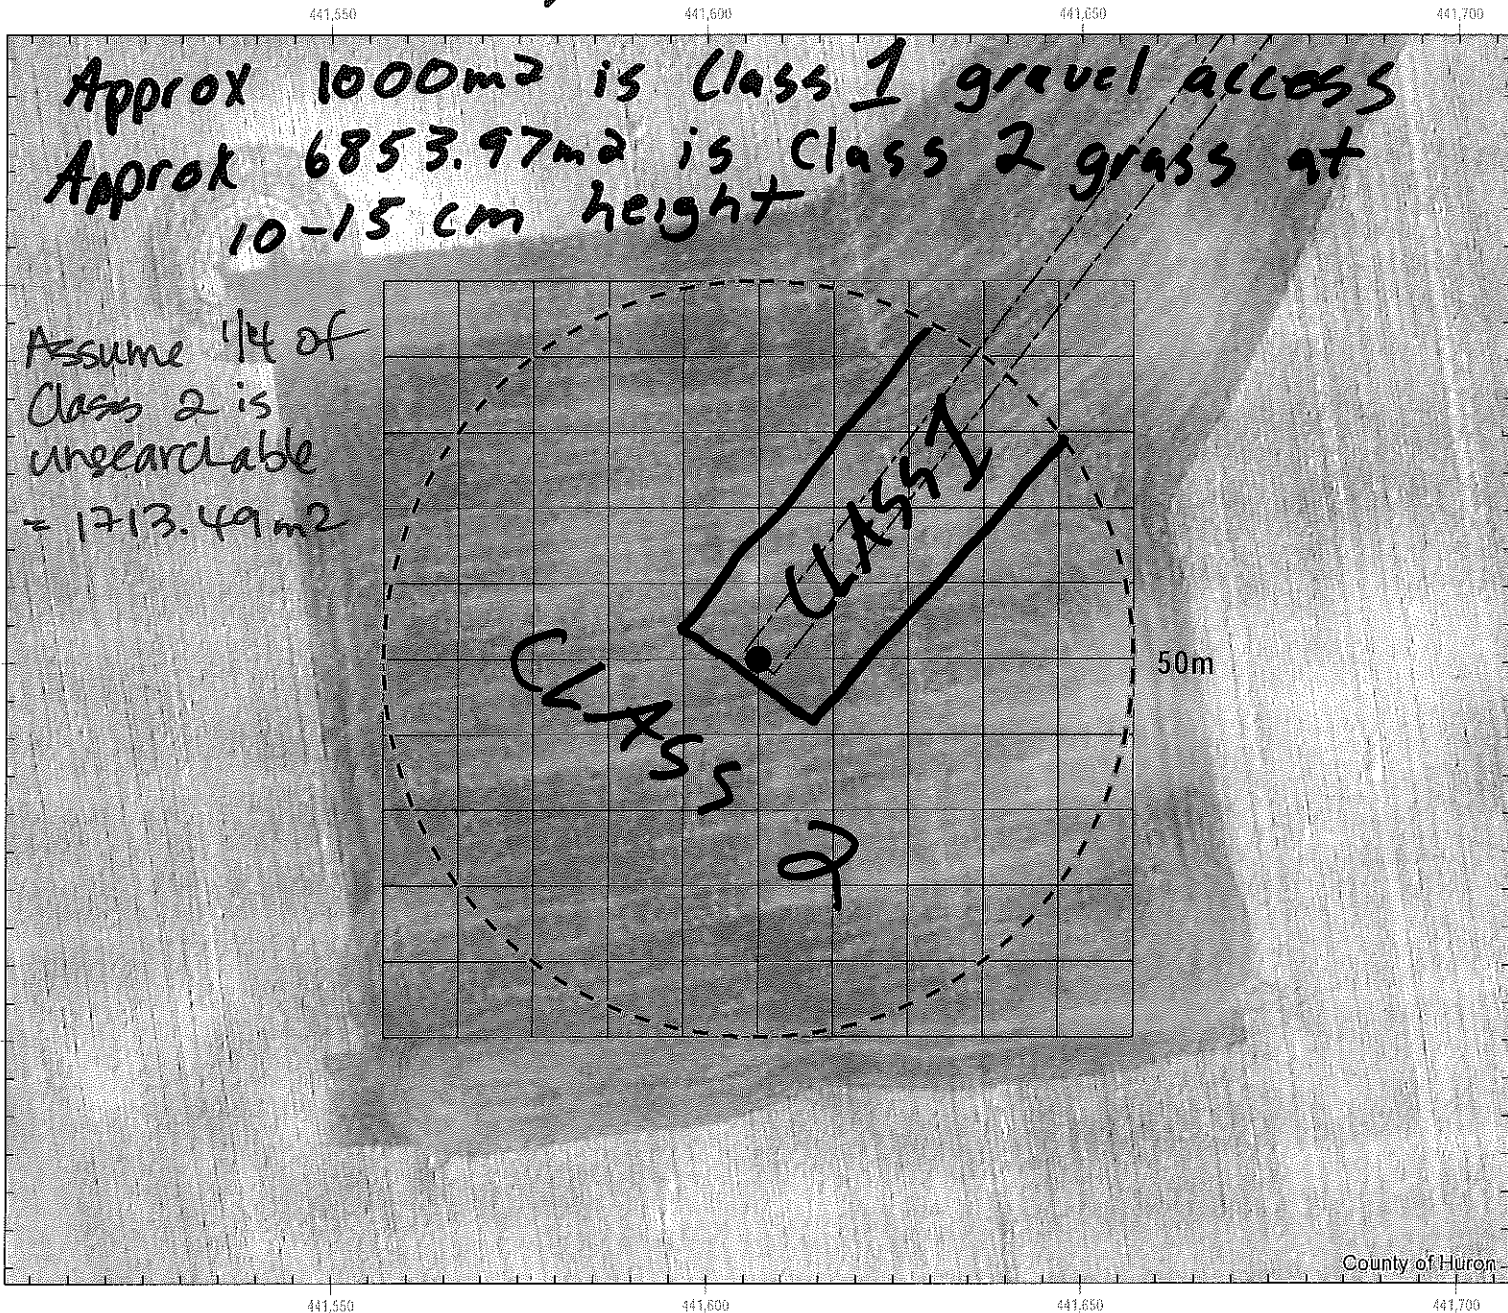 441,550 441,600 441,650 441,700
Approx 1000m2 is Class 1 gravel access
Approx 6853.97m2 is Class 2 grass at
10-15 cm height
Assume 1/4 of
Class 2 is
unsearchable
= 1713.49m2
CLASS 1
50m
CLASS 2
County of Huron
441,550 441,600 441,650 441,700